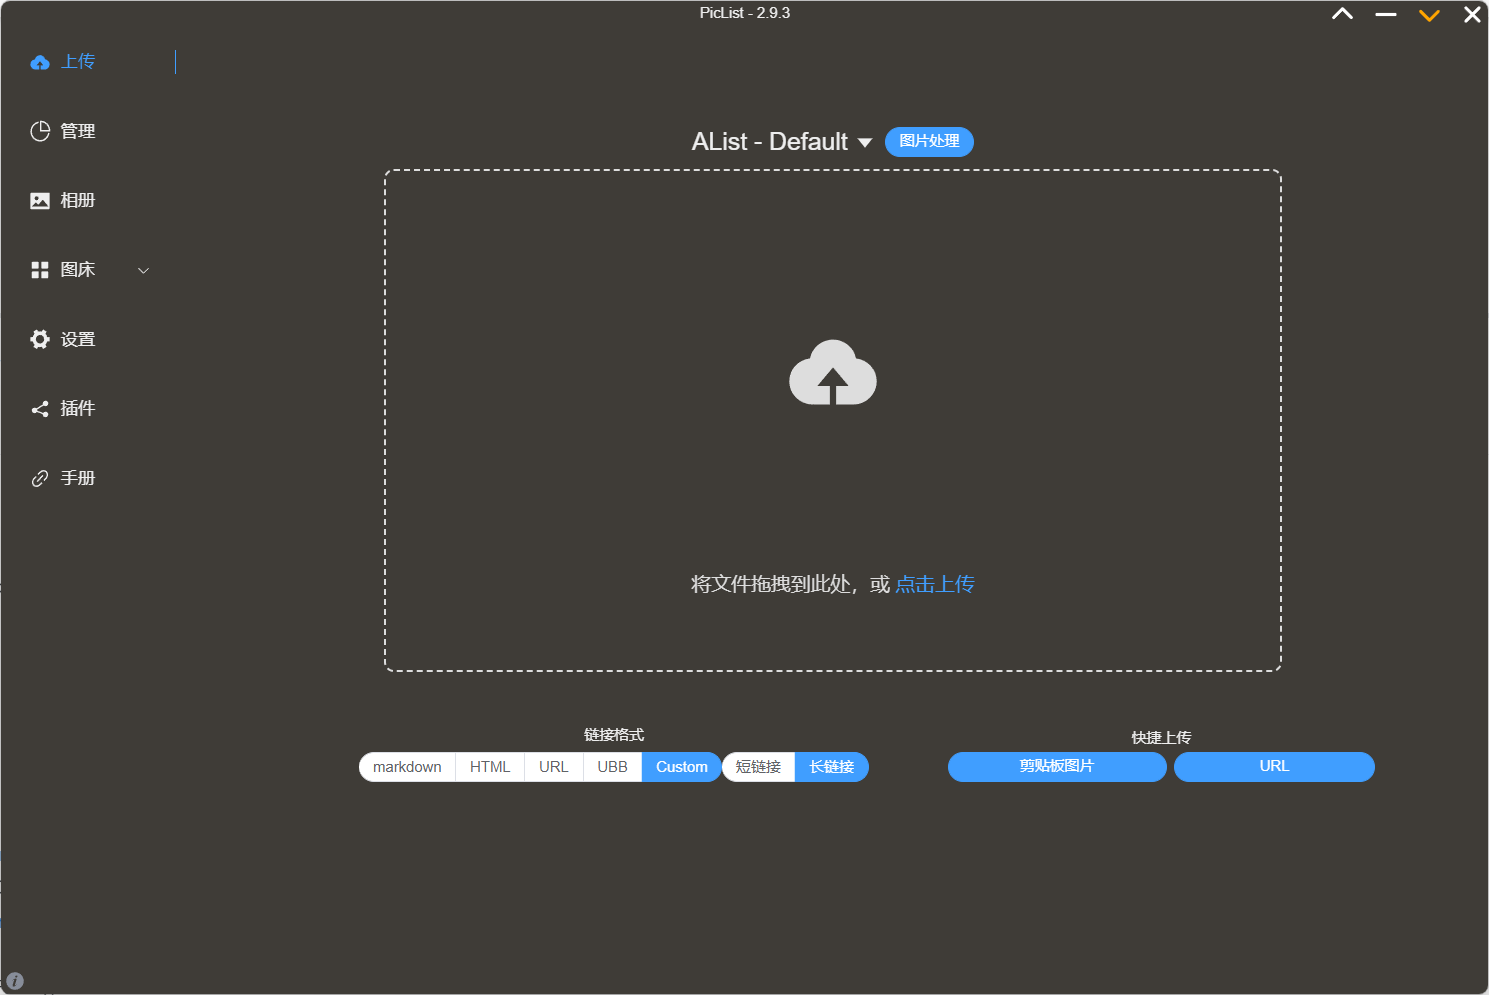 PicList - 2.9.3
上传
管理
相册
图床
设置
插件
手册
AList - Default 图片处理
将文件拖拽到此处，或 点击上传
链接格式
markdown HTML URL UBB Custom 短链接 长链接
快捷上传
剪贴板图片 URL